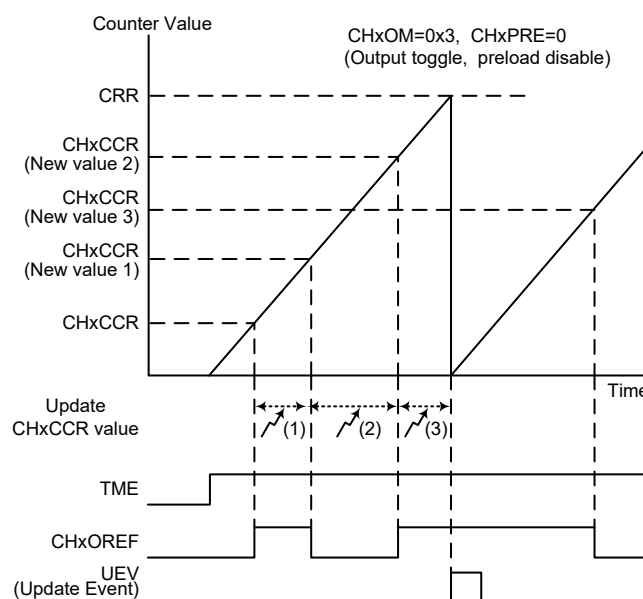 Counter Value
CHxOM=0x3, CHxPRE=0
(Output toggle, preload disable)
CRR
CHxCCR
(New value 2)
CHxCCR
(New value 3)
CHxCCR
(New value 1)
CHxCCR
Time
Update
CHxCCR value
(1)
(2)
(3)
TME
CHxOREF
UEV
(Update Event)